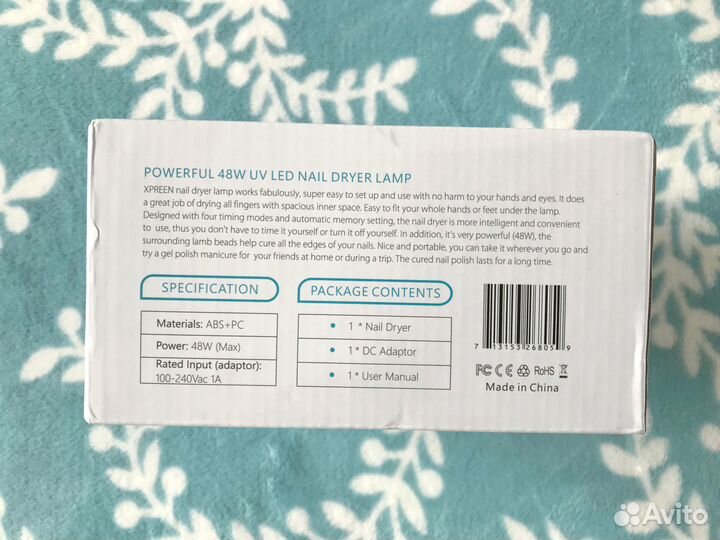 POWERFUL 48W UV LED NAIL DRYER LAMP
XPREEN nail dryer lamp works fabulously, super easy to set up and use with no harm to your hands and eyes. It does
a great job of drying all fingers with spacious inner space. Easy to fit your whole hands or feet under the lamp.
Designed with four timing modes and automatic memory setting, the nail dryer is more intelligent and convenient
to use, thus you don't have to time it yourself or turn it off yourself. In addition, it's very powerful (48W), the
surrounding lamb beads help cure all the edges of your nails. Nice and portable, you can take it wherever you go and
try a gel polish manicure for your friends at home or during a trip. The cured nail polish lasts for a long time.
SPECIFICATION
Materials: ABS+PC
Power: 48W (Max)
Rated Input (adaptor):
100-240Vac 1A
PACKAGE CONTENTS
• 1 * Nail Dryer
• 1 * DC Adaptor
• 1 * User Manual
7 13153 26805 9
FC CE RoHS
Made in China
Avito